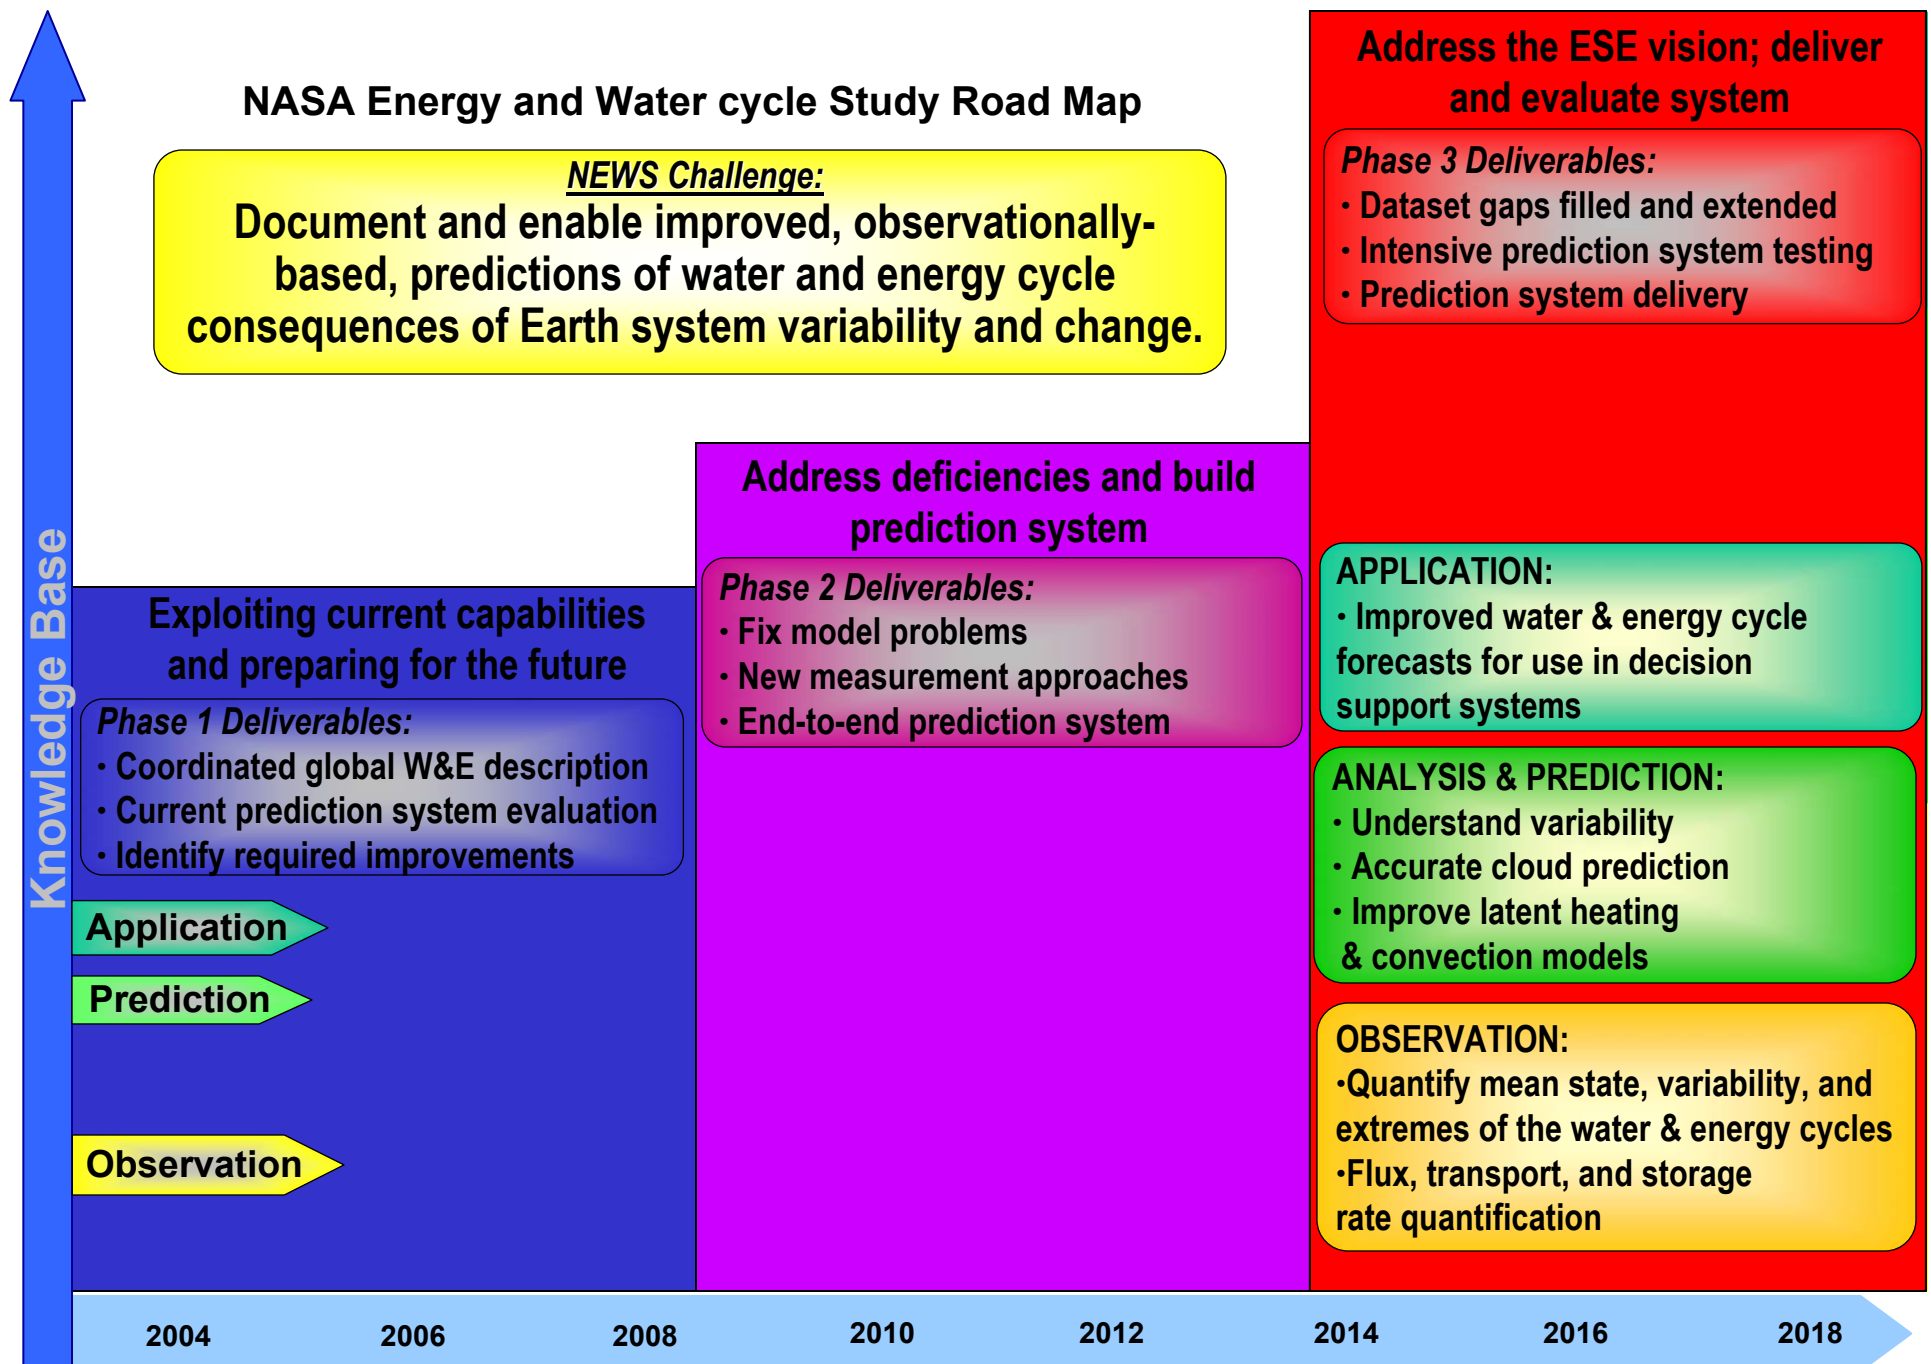 NASA Energy and Water cycle Study Road Map
NEWS Challenge:
Document and enable improved, observationally-
based, predictions of water and energy cycle
consequences of Earth system variability and change.
Knowledge Base
Exploiting current capabilities
and preparing for the future
Phase 1 Deliverables:
• Coordinated global W&E description
• Current prediction system evaluation
• Identify required improvements
Application
Prediction
Observation
Address deficiencies and build
prediction system
Phase 2 Deliverables:
• Fix model problems
• New measurement approaches
• End-to-end prediction system
Address the ESE vision; deliver
and evaluate system
Phase 3 Deliverables:
• Dataset gaps filled and extended
• Intensive prediction system testing
• Prediction system delivery
APPLICATION:
• Improved water & energy cycle
forecasts for use in decision
support systems
ANALYSIS & PREDICTION:
• Understand variability
• Accurate cloud prediction
• Improve latent heating
& convection models
OBSERVATION:
•Quantify mean state, variability, and
extremes of the water & energy cycles
•Flux, transport, and storage
rate quantification
2004 2006 2008 2010 2012 2014 2016 2018